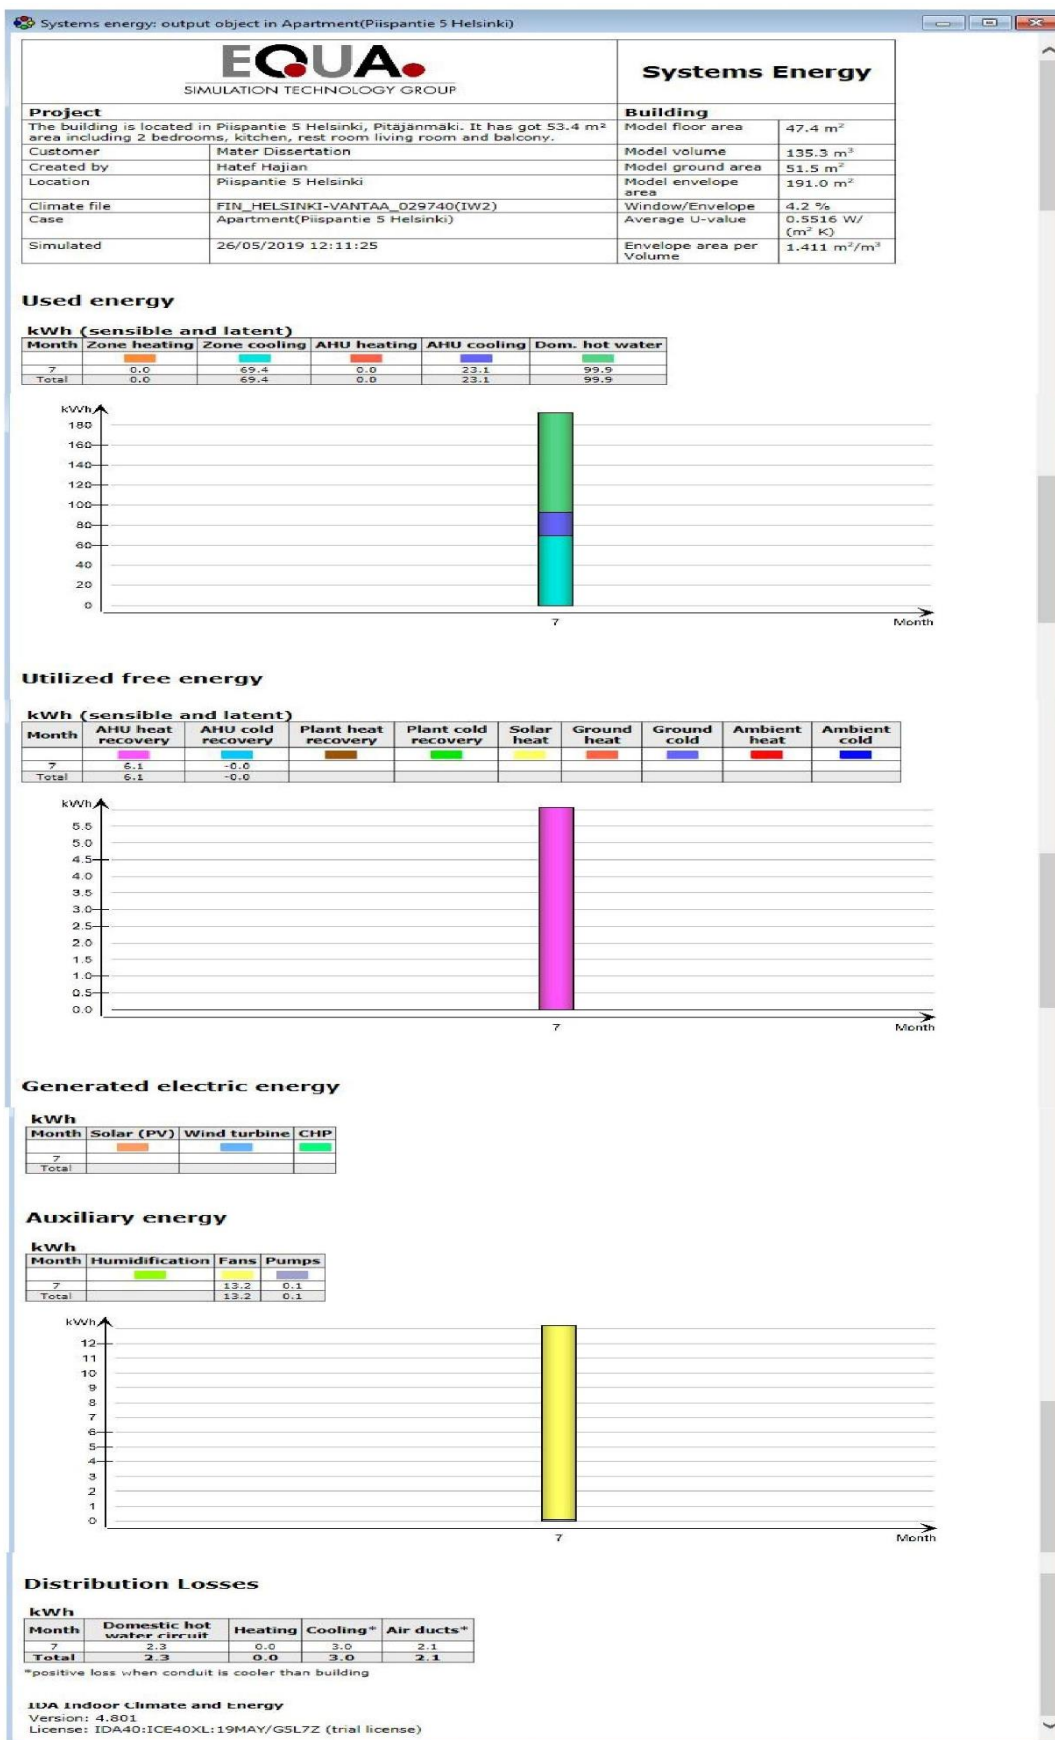 Systems energy: output object in Apartment(Piispantie 5 Helsinki)
EQUA.
SIMULATION TECHNOLOGY GROUP
Systems Energy
Project Building
The building is located in Piispantie 5 Helsinki, Pitäjänmäki. It has got 53.4 m² Model floor area 47.4 m²
area including 2 bedrooms, kitchen, rest room living room and balcony.
Customer Mater Dissertation Model volume 135.3 m³
Created by Hatef Hajian Model ground area 51.5 m²
Location Piispantie 5 Helsinki Model envelope 191.0 m²
area
Climate file FIN_HELSINKI-VANTAA_029740(IW2) Window/Envelope 4.2 %
Case Apartment(Piispantie 5 Helsinki) Average U-value 0.5516 W/
(m² K)
Simulated 26/05/2019 12:11:25 Envelope area per 1.411 m²/m³
Volume
Used energy
kWh (sensible and latent)
Month Zone heating Zone cooling AHU heating AHU cooling Dom. hot water
7 0.0 69.4 0.0 23.1 99.9
Total 0.0 69.4 0.0 23.1 99.9
kWh
180
160
140
120
100
80
60
40
20
0
7
Month
Utilized free energy
kWh (sensible and latent)
Month AHU heat AHU cold Plant heat Plant cold Solar Ground Ground Ambient Ambient
recovery recovery recovery recovery heat heat cold heat cold
7 6.1 -0.0
Total 6.1 -0.0
kWh
5.5
5.0
4.5
4.0
3.5
3.0
2.5
2.0
1.5
1.0
0.5
0.0
7
Month
Generated electric energy
kWh
Month Solar (PV) Wind turbine CHP
7
Total
Auxiliary energy
kWh
Month Humidification Fans Pumps
7 13.2 0.1
Total 13.2 0.1
kWh
12
11
10
9
8
7
6
5
4
3
2
1
0
7
Month
Distribution Losses
kWh
Month Domestic hot Heating Cooling* Air ducts*
water circuit
7 2.3 0.0 3.0 2.1
Total 2.3 0.0 3.0 2.1
*positive loss when conduit is cooler than building
IDA Indoor Climate and Energy
Version: 4.801
License: IDA40:ICE40XL:19MAY/G5L7Z (trial license)